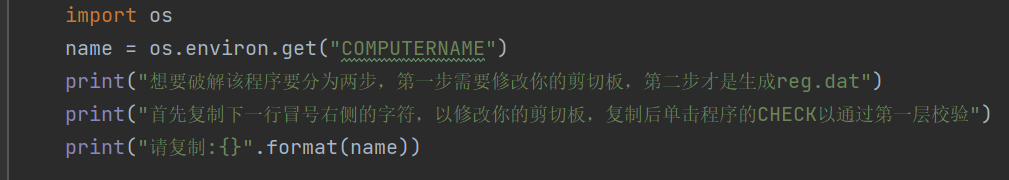 import os
name = os.environ.get("COMPUTERNAME")
print("想要破解该程序要分为两步，第一步需要修改你的剪切板，第二步才是生成reg.dat")
print("首先复制下一行冒号右侧的字符，以修改你的剪切板，复制后单击程序的CHECK以通过第一层校验")
print("请复制:{}".format(name))